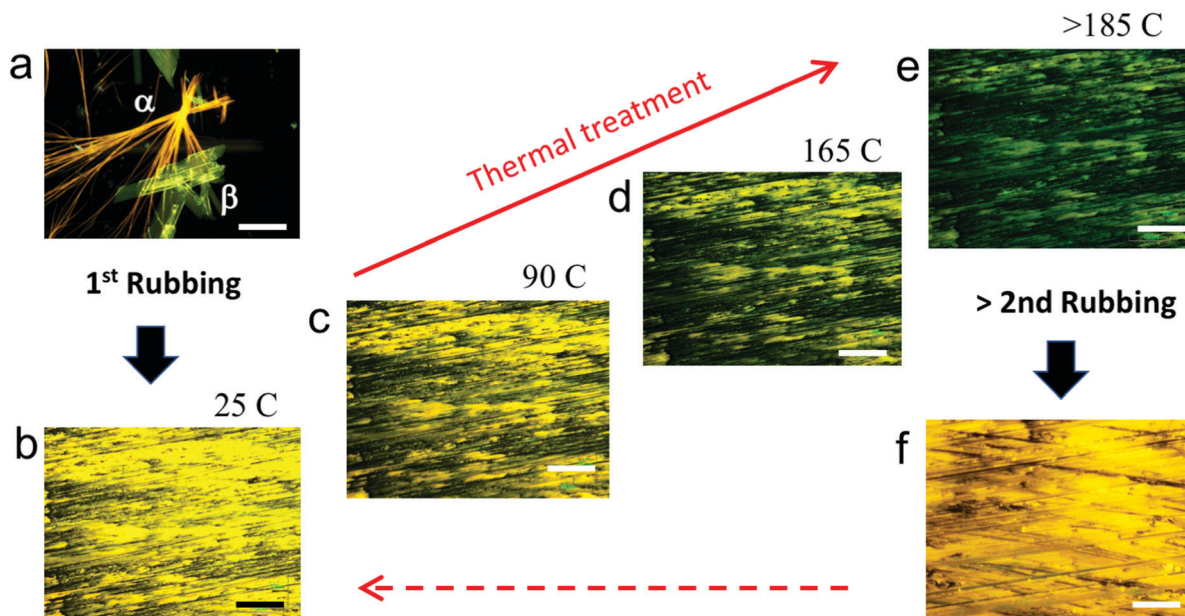 a
α
β
1st Rubbing
25 C
b
90 C
c
Thermal treatment
165 C
d
>185 C
e
> 2nd Rubbing
f